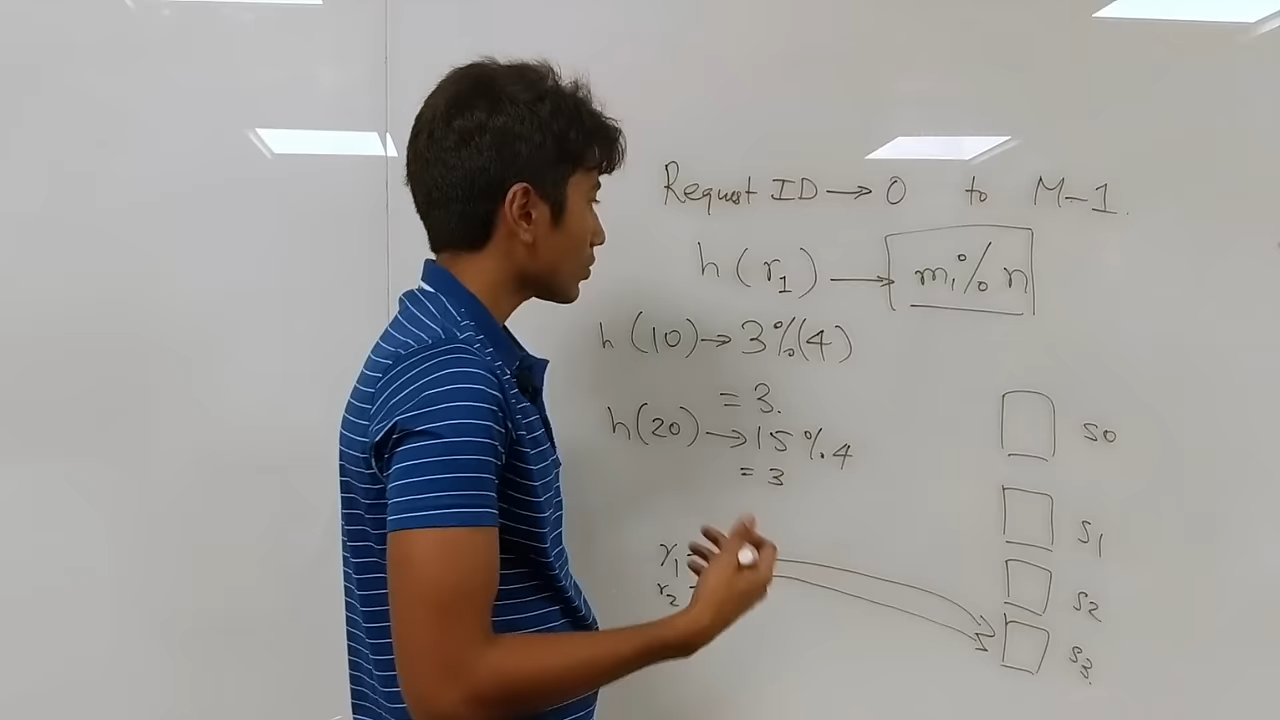 Request ID → 0 to M-1.
h(r₁) → m₁ % n
h(10) → 3 % (4)
= 3.
h(20) → 15 % 4
= 3
r₁
r₂
S0
S1
S2
S3